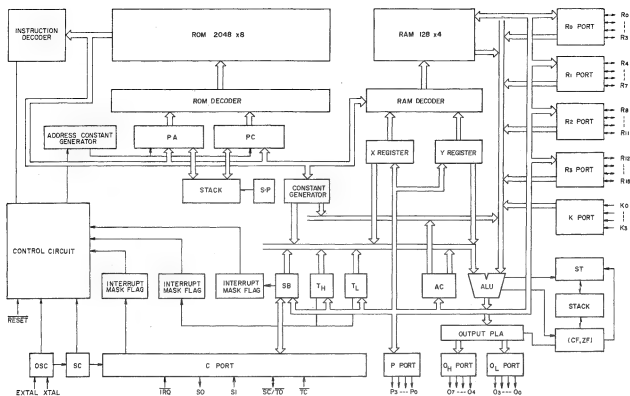 INSTRUCTION
DECODER
ROM 2048 x8
RAM 128 x4
R0 PORT
R0
R3
ROM DECODER
RAM DECODER
R1 PORT
R4
R7
ADDRESS CONSTANT
GENERATOR
PA
PC
X REGISTER
Y REGISTER
R2 PORT
R8
R11
STACK
S·P
CONSTANT
GENERATOR
R3 PORT
R12
R15
K PORT
K0
K3
CONTROL CIRCUIT
INTERRUPT
MASK FLAG
INTERRUPT
MASK FLAG
INTERRUPT
MASK FLAG
SB
TH
TL
AC
ALU
ST
STACK
(CF,ZF)
RESET
OSC
SC
C PORT
OUTPUT PLA
P PORT
OH PORT
OL PORT
EXTAL XTAL
IRQ
SO
SI
SC/TO
TC
P3 --- P0
O7 --- O4
O3 --- O0